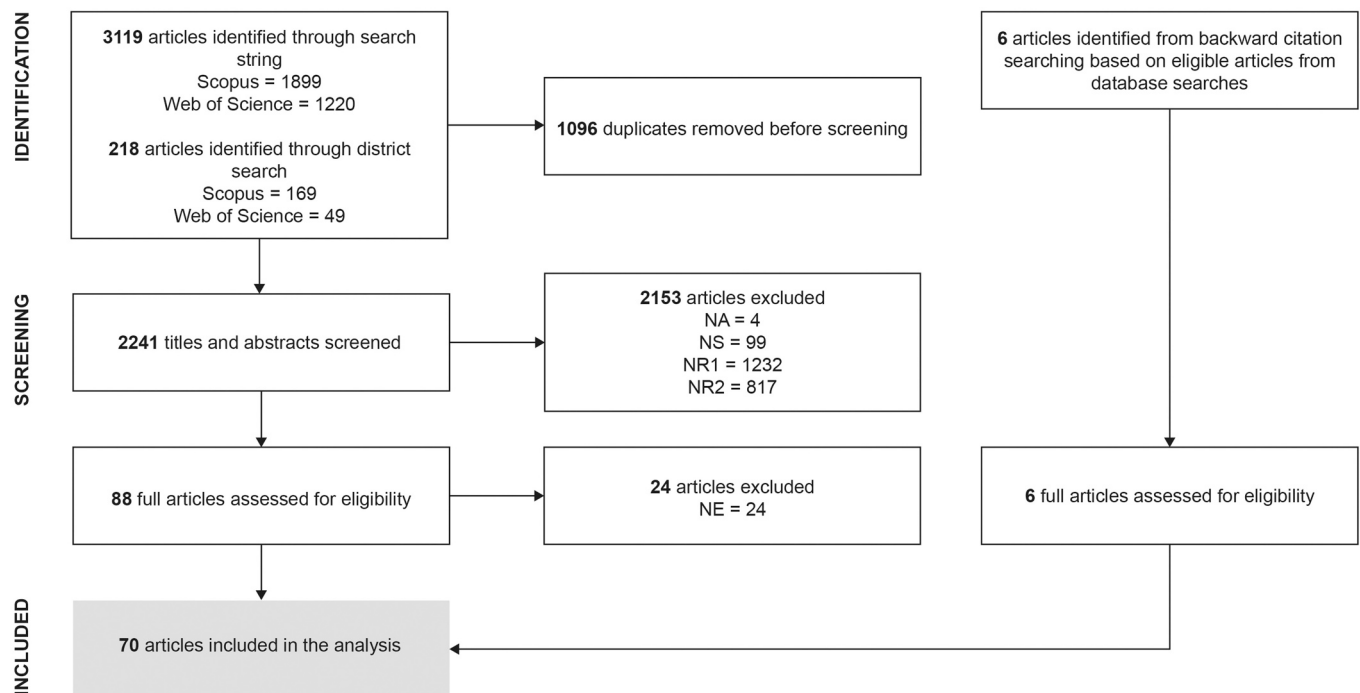 IDENTIFICATION
3119 articles identified through search
string
Scopus = 1899
Web of Science = 1220
218 articles identified through district
search
Scopus = 169
Web of Science = 49
1096 duplicates removed before screening
6 articles identified from backward citation
searching based on eligible articles from
database searches
SCREENING
2241 titles and abstracts screened
2153 articles excluded
NA = 4
NS = 99
NR1 = 1232
NR2 = 817
88 full articles assessed for eligibility
24 articles excluded
NE = 24
6 full articles assessed for eligibility
INCLUDED
70 articles included in the analysis